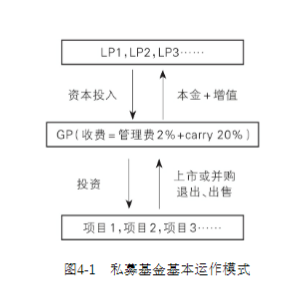 LP1,LP2,LP3……
资本投入
本金+增值
GP(收费=管理费2%+carry 20%)
投资
上市或并购
退出、出售
项目1,项目2,项目3……
图4-1 私募基金基本运作模式